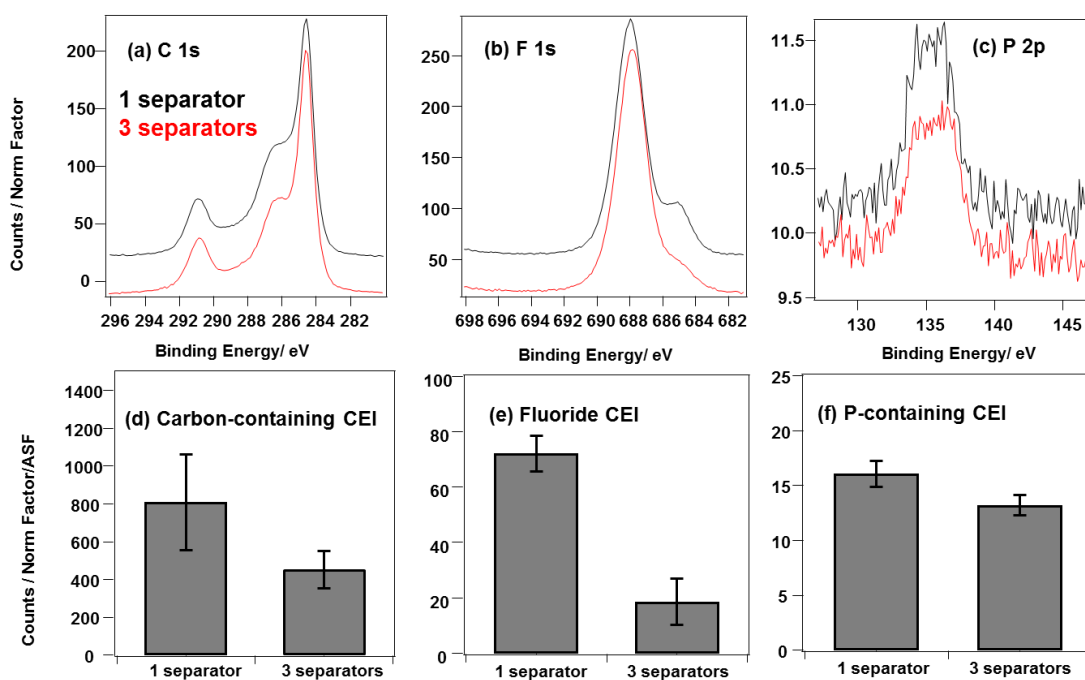 (a) C 1s
1 separator
3 separators
200
150
100
50
0
296 294 292 290 288 286 284 282
Binding Energy/ eV
Counts / Norm Factor
(b) F 1s
250
200
150
100
50
698 696 694 692 690 688 686 684 682
Binding Energy/ eV
(c) P 2p
11.5
11.0
10.5
10.0
9.5
130 135 140 145
Binding Energy/ eV
(d) Carbon-containing CEI
1400
1200
1000
800
600
400
200
0
1 separator 3 separators
Counts / Norm Factor/ASF
(e) Fluoride CEI
100
80
60
40
20
0
1 separator 3 separators
(f) P-containing CEI
25
20
15
10
5
0
1 separator 3 separators